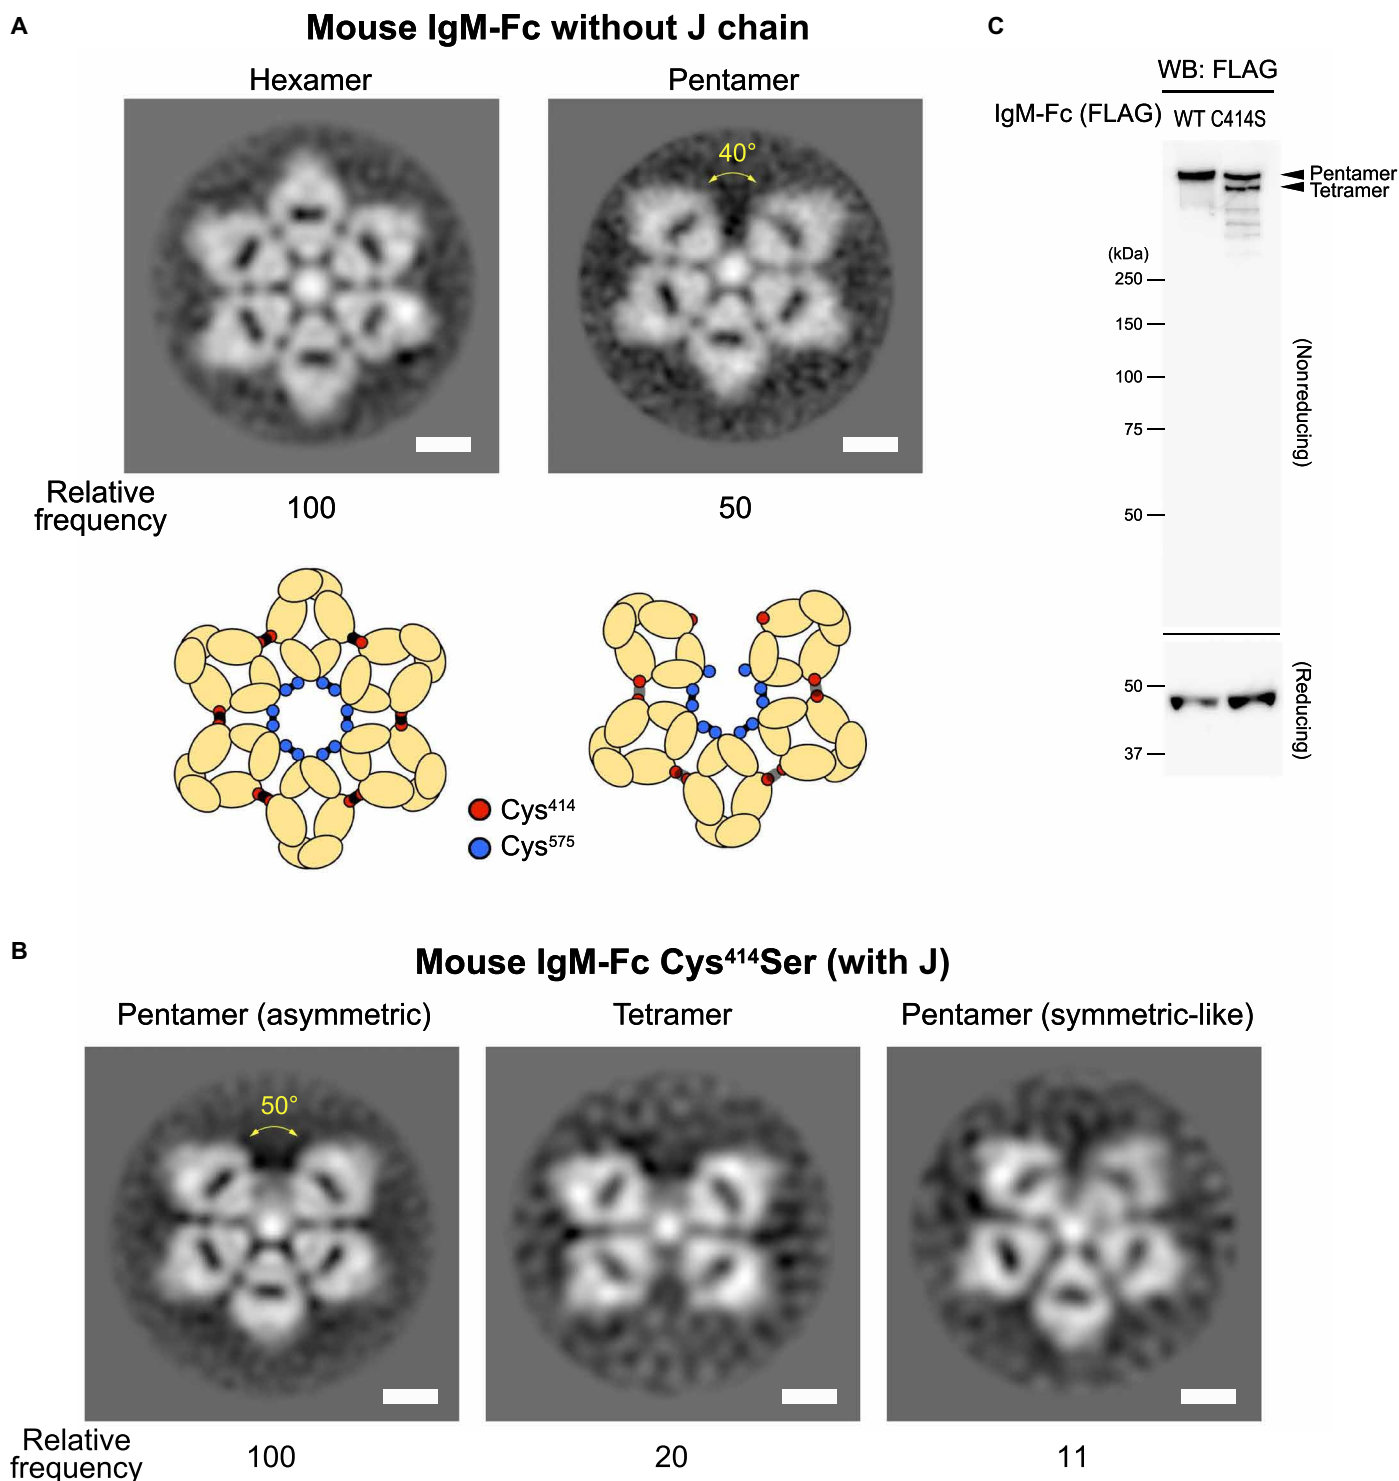 A
Mouse IgM-Fc without J chain
Hexamer
Pentamer
40°
Relative
frequency
100
50
Cys⁴¹⁴
Cys⁵⁷⁵
B
Mouse IgM-Fc Cys⁴¹⁴Ser (with J)
Pentamer (asymmetric)
Tetramer
Pentamer (symmetric-like)
50°
Relative
frequency
100
20
11
C
WB: FLAG
IgM-Fc (FLAG)
WT C414S
Pentamer
Tetramer
(kDa)
250
150
100
75
50
(Nonreducing)
50
37
(Reducing)